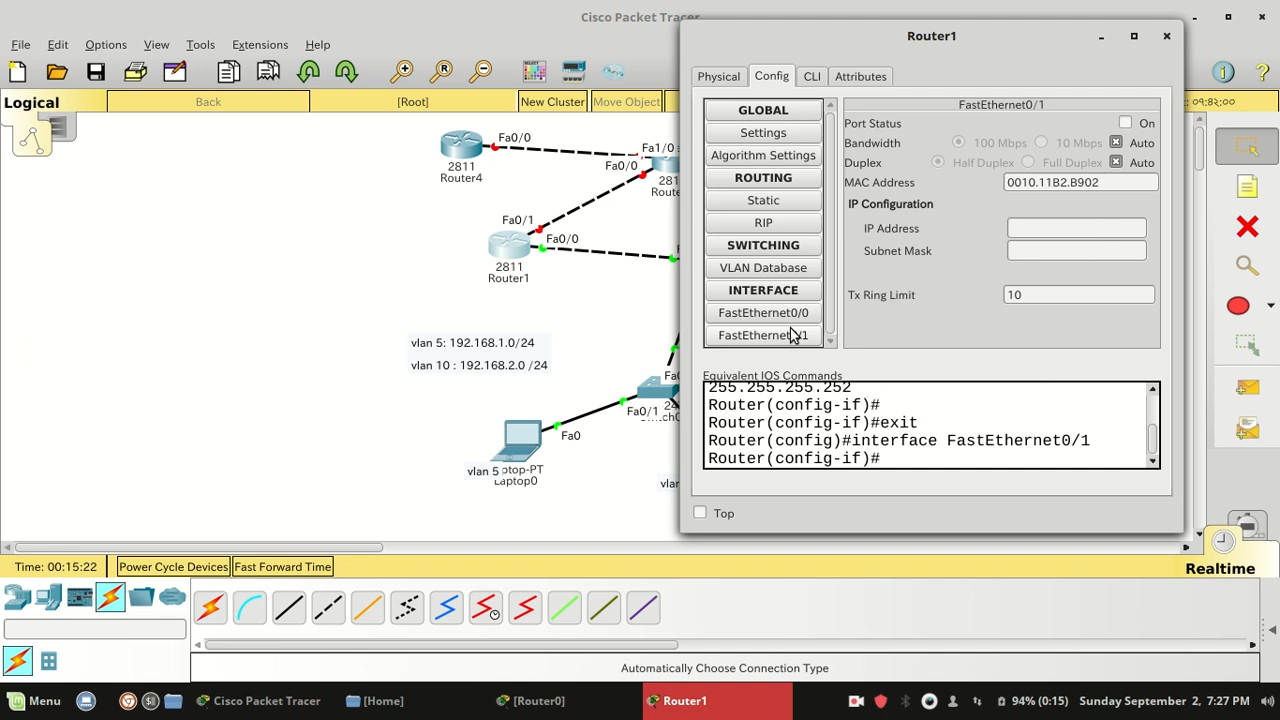 Cisco Packet Tracer
File Edit Options View Tools Extensions Help
Logical Back [Root] New Cluster Move Object
Fa0/0
2811
Router4
Fa1/0
Fa0/0
Fa0/1
Fa0/0
2811
Router1
vlan 5: 192.168.1.0/24
vlan 10 : 192.168.2.0 /24
Fa0/1
Fa0
vlan 5
Laptop0
Router1
Physical Config CLI Attributes
GLOBAL
Settings
Algorithm Settings
ROUTING
Static
RIP
SWITCHING
VLAN Database
INTERFACE
FastEthernet0/0
FastEthernet0/1
FastEthernet0/1
Port Status On
Bandwidth 100 Mbps 10 Mbps Auto
Duplex Half Duplex Full Duplex Auto
MAC Address 0010.11B2.B902
IP Configuration
IP Address
Subnet Mask
Tx Ring Limit 10
Equivalent IOS Commands
255.255.255.252
Router(config-if)#
Router(config-if)#exit
Router(config)#interface FastEthernet0/1
Router(config-if)#
Top
Time: 00:15:22 Power Cycle Devices Fast Forward Time Realtime
Automatically Choose Connection Type
Menu Cisco Packet Tracer [Home] [Router0] Router1 94% (0:15) Sunday September 2, 7:27 PM